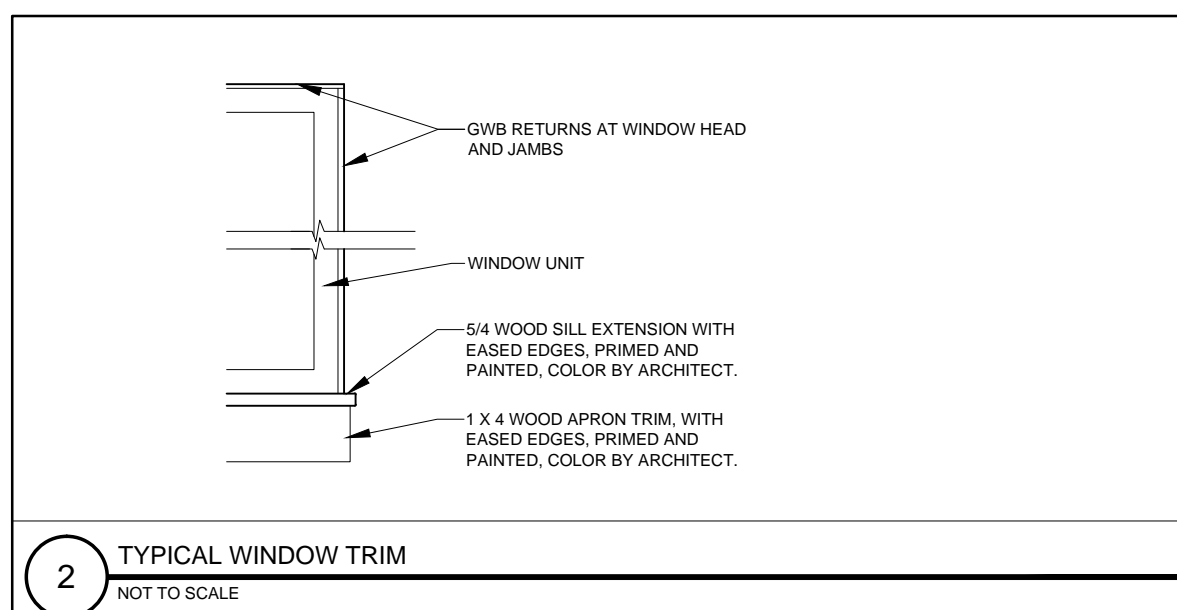 GWB RETURNS AT WINDOW HEAD
AND JAMBS
WINDOW UNIT
5/4 WOOD SILL EXTENSION WITH
EASED EDGES, PRIMED AND
PAINTED, COLOR BY ARCHITECT.
1 X 4 WOOD APRON TRIM, WITH
EASED EDGES, PRIMED AND
PAINTED, COLOR BY ARCHITECT.
2
TYPICAL WINDOW TRIM
NOT TO SCALE